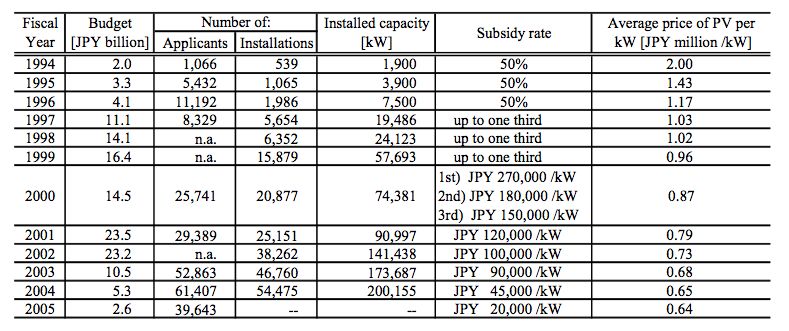 Fiscal Year Budget [JPY billion] Number of: Applicants Installations Installed capacity [kW] Subsidy rate Average price of PV per kW [JPY million /kW]
1994 2.0 1,066 539 1,900 50% 2.00
1995 3.3 5,432 1,065 3,900 50% 1.43
1996 4.1 11,192 1,986 7,500 50% 1.17
1997 11.1 8,329 5,654 19,486 up to one third 1.03
1998 14.1 n.a. 6,352 24,123 up to one third 1.02
1999 16.4 n.a. 15,879 57,693 up to one third 0.96
2000 14.5 25,741 20,877 74,381 1st) JPY 270,000 /kW
2nd) JPY 180,000 /kW
3rd) JPY 150,000 /kW
0.87
2001 23.5 29,389 25,151 90,997 JPY 120,000 /kW 0.79
2002 23.2 n.a. 38,262 141,438 JPY 100,000 /kW 0.73
2003 10.5 52,863 46,760 173,687 JPY 90,000 /kW 0.68
2004 5.3 61,407 54,475 200,155 JPY 45,000 /kW 0.65
2005 2.6 39,643 -- -- JPY 20,000 /kW 0.64